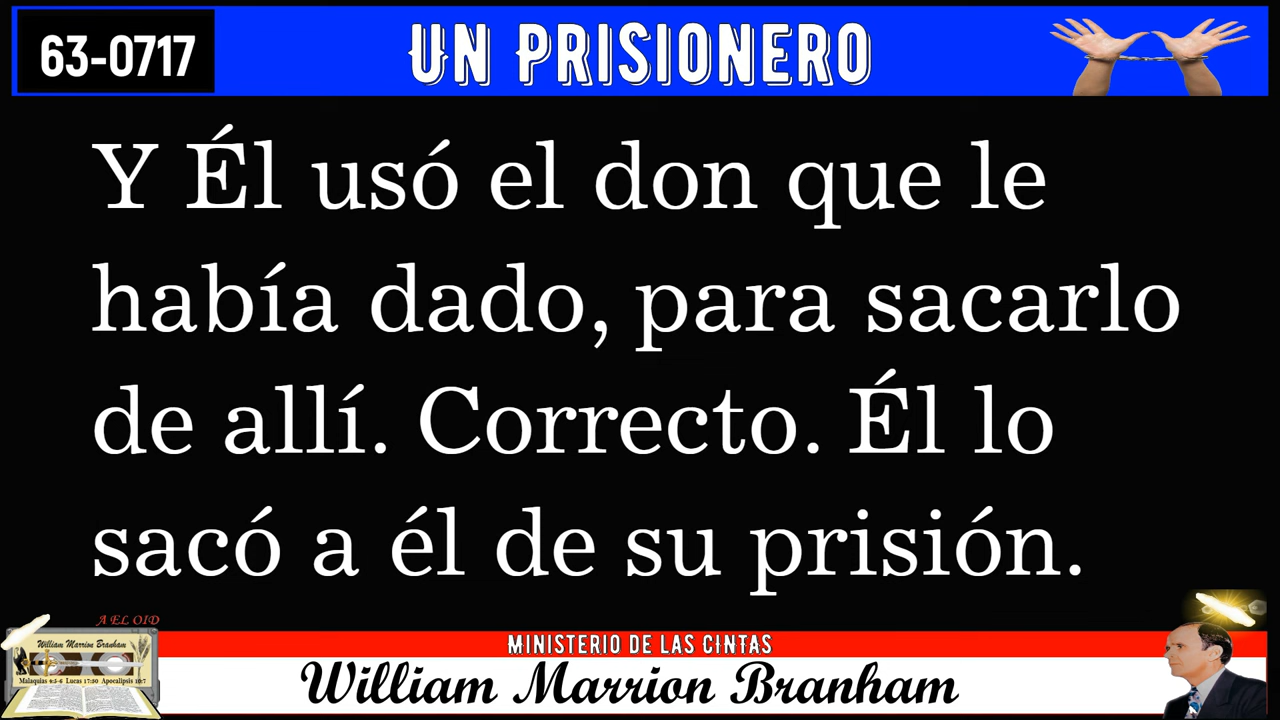 63-0717
UN PRISIONERO
Y Él usó el don que le
había dado, para sacarlo
de allí. Correcto. Él lo
sacó a él de su prisión.
A EL OID
William Marrion Branham
Malaquias 4:5-6 Lucas 17:30 Apocalipsis 10:7
MINISTERIO DE LAS CINTAS
William Marrion Branham